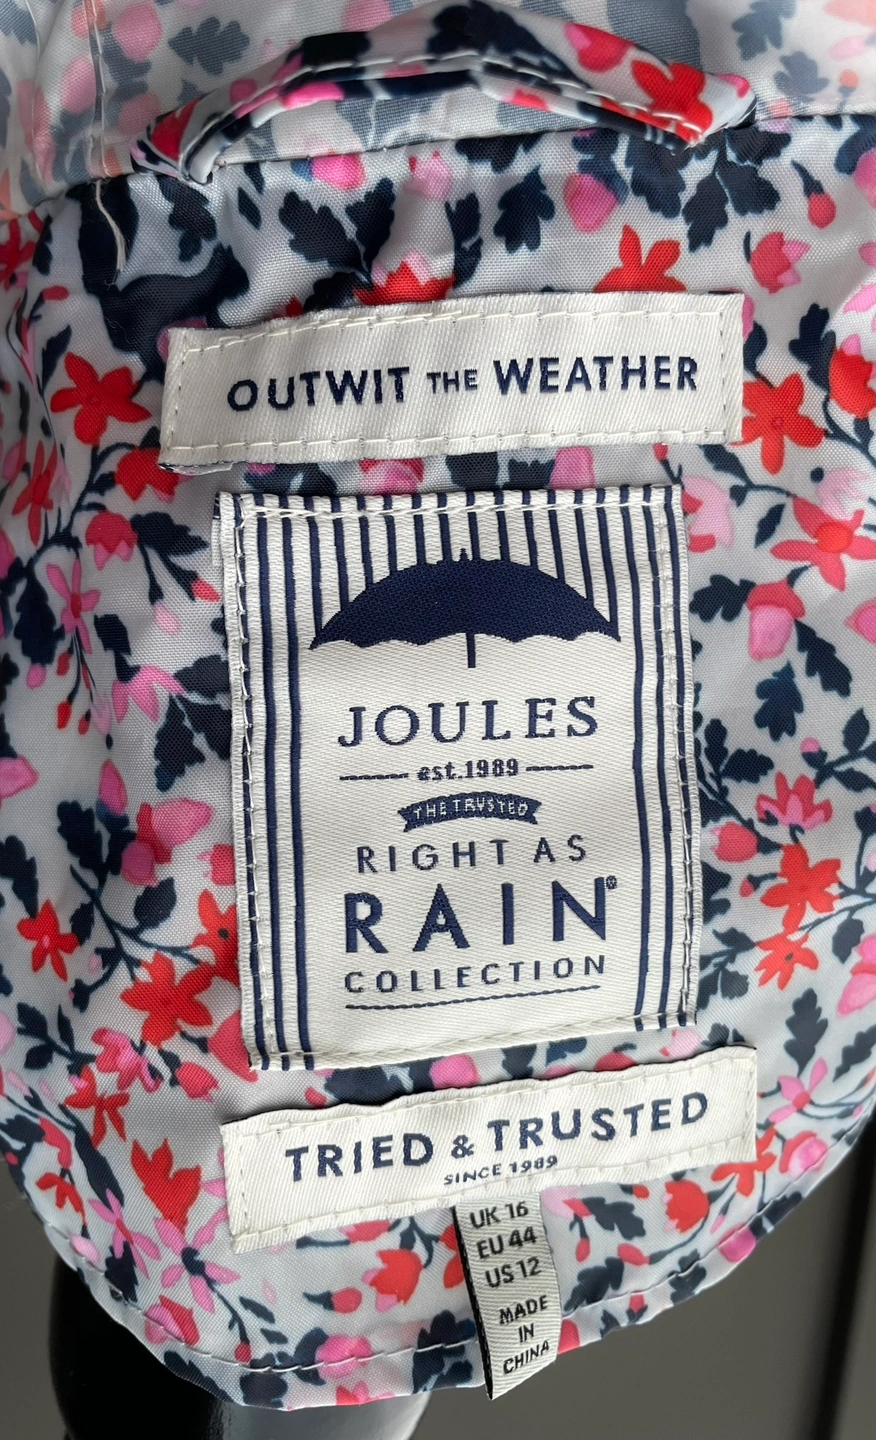 OUTWIT THE WEATHER
JOULES
est.1989
THE TRUSTED
RIGHT AS
RAIN®
COLLECTION
TRIED & TRUSTED
SINCE 1989
UK 16
EU 44
US 12
MADE
IN
CHINA